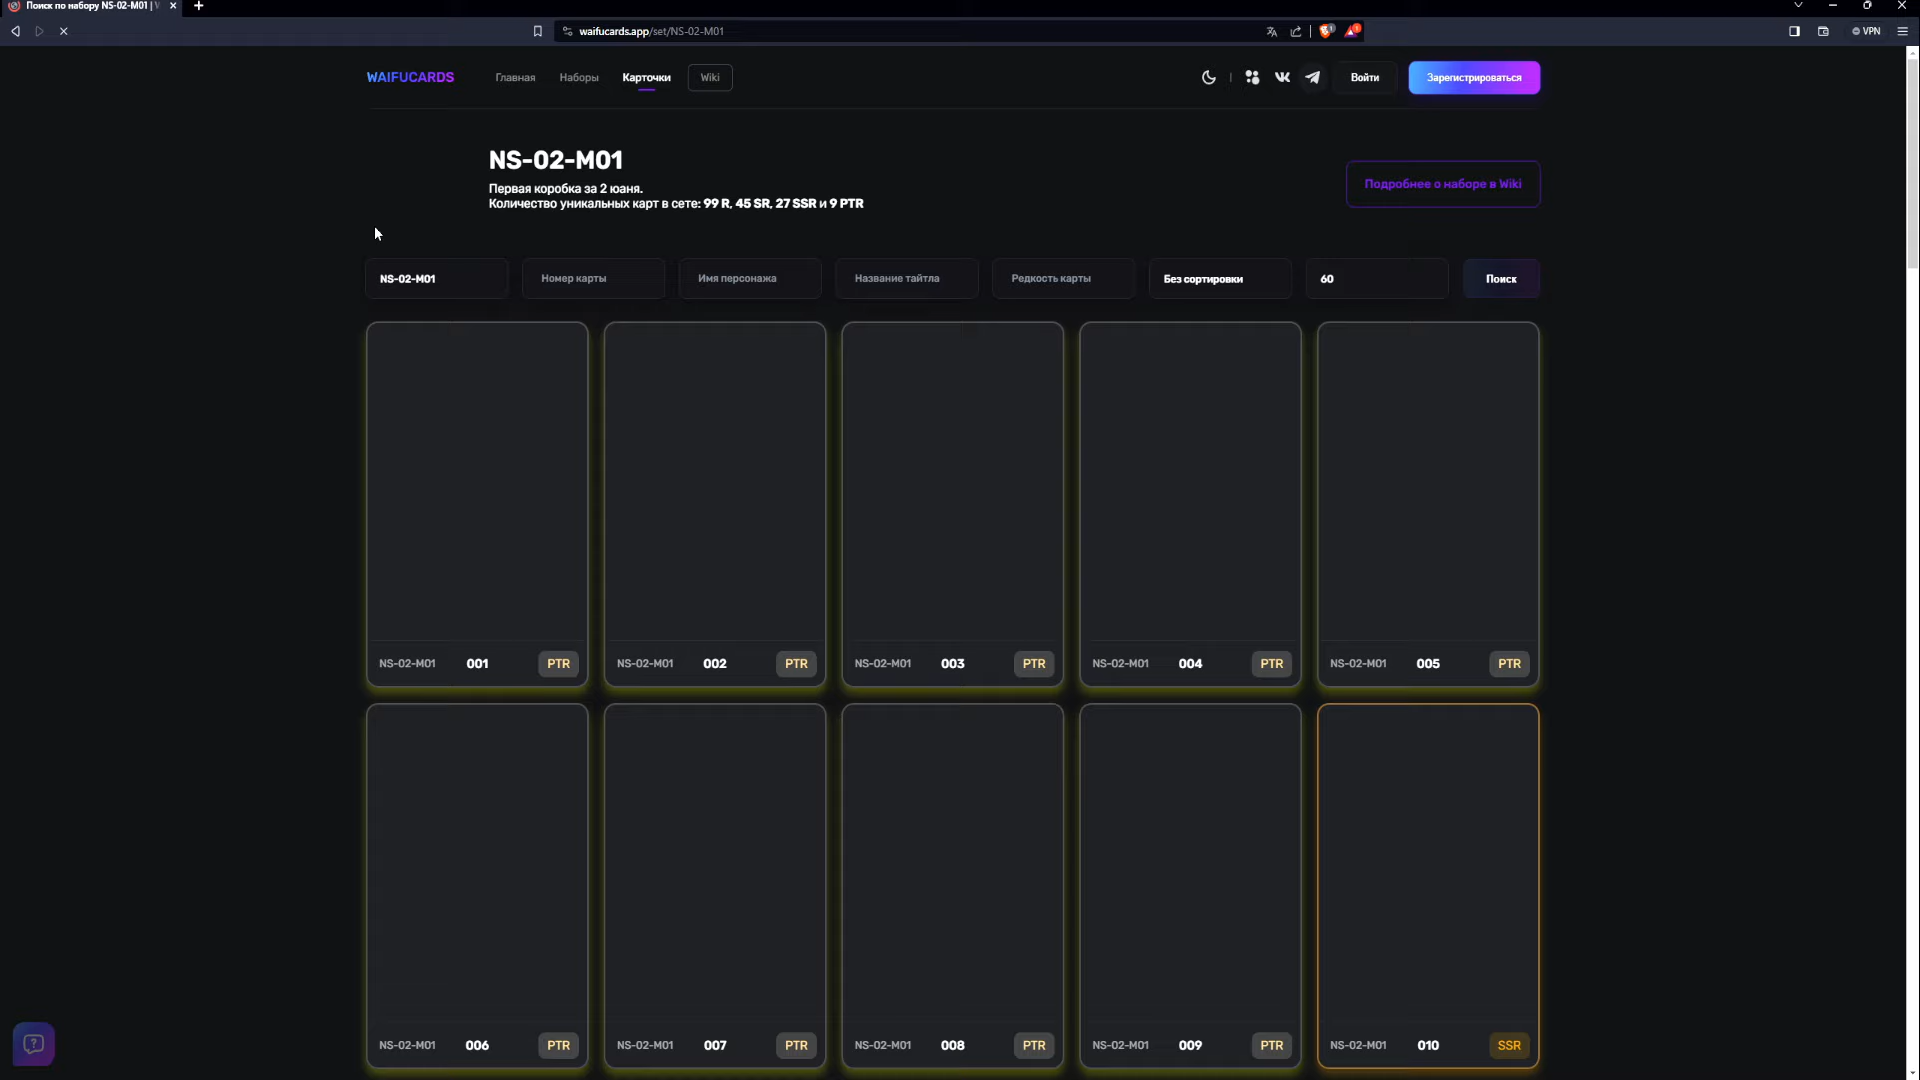 Поиск по набору NS-02-M01 |
waifucards.app/set/NS-02-M01
VPN
WAIFUCARDS
Главная
Наборы
Карточки
Wiki
Войти
Зарегистрироваться
NS-02-M01
Первая коробка за 2 юаня.
Количество уникальных карт в сете: 99 R, 45 SR, 27 SSR и 9 PTR
Подробнее о наборе в Wiki
NS-02-M01
Номер карты
Имя персонажа
Название тайтла
Редкость карты
Без сортировки
60
Поиск
NS-02-M01 001 PTR
NS-02-M01 002 PTR
NS-02-M01 003 PTR
NS-02-M01 004 PTR
NS-02-M01 005 PTR
NS-02-M01 006 PTR
NS-02-M01 007 PTR
NS-02-M01 008 PTR
NS-02-M01 009 PTR
NS-02-M01 010 SSR